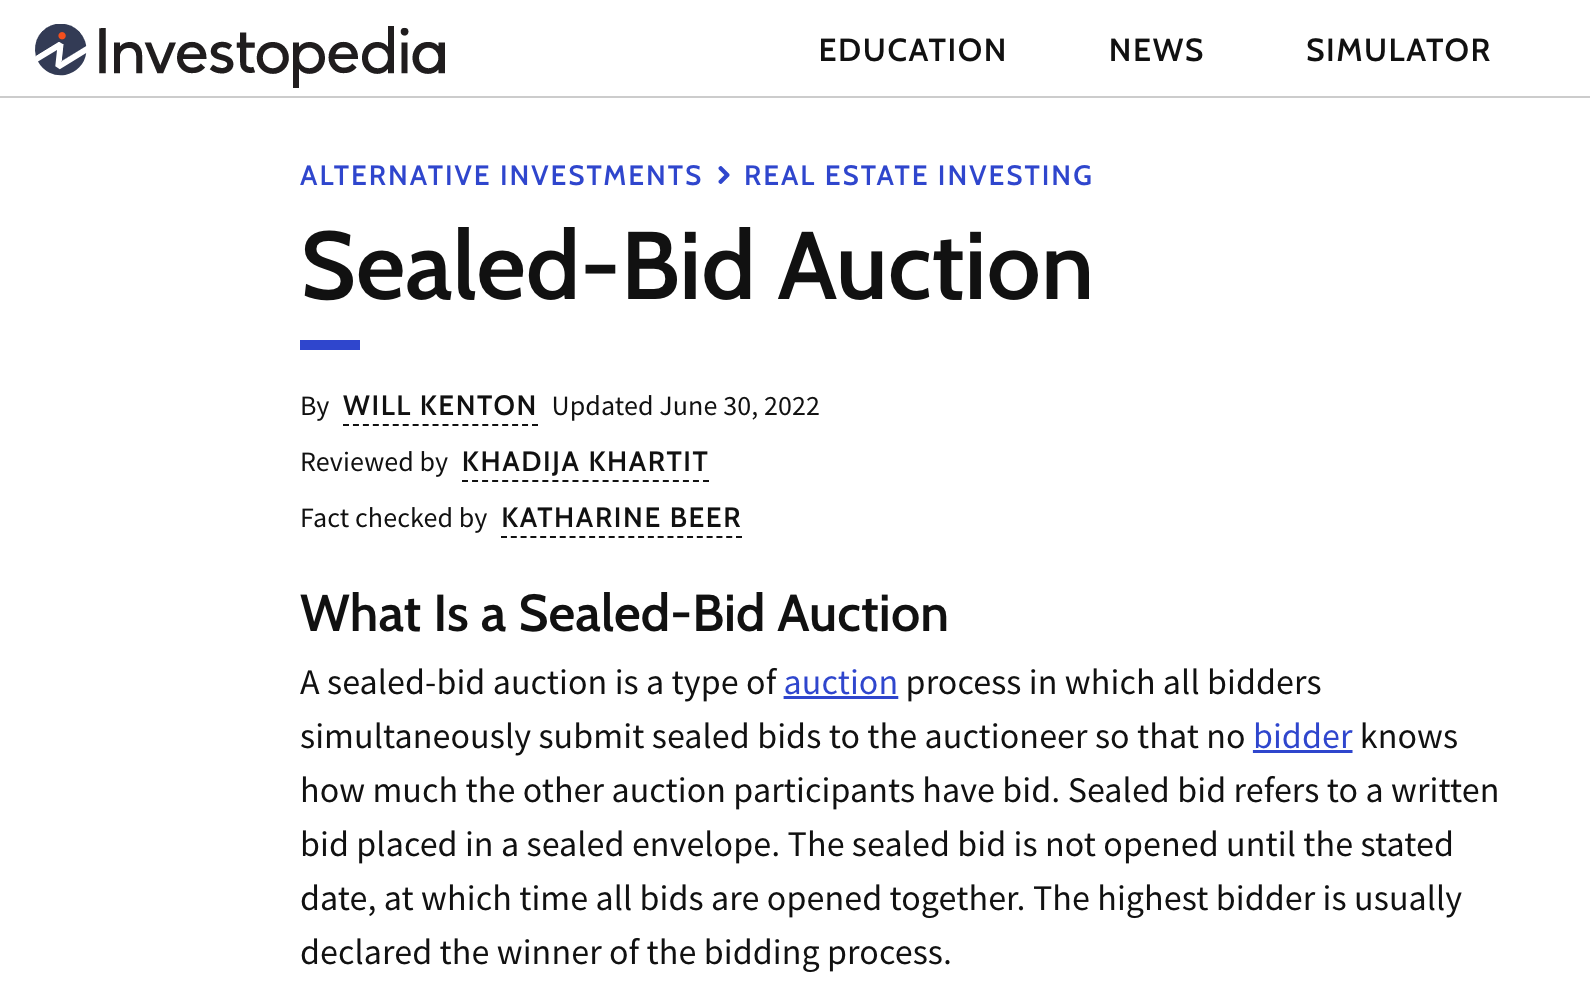 Investopedia
EDUCATION NEWS SIMULATOR
ALTERNATIVE INVESTMENTS > REAL ESTATE INVESTING
Sealed-Bid Auction
By WILL KENTON Updated June 30, 2022
Reviewed by KHADIJA KHARTIT
Fact checked by KATHARINE BEER
What Is a Sealed-Bid Auction
A sealed-bid auction is a type of auction process in which all bidders
simultaneously submit sealed bids to the auctioneer so that no bidder knows
how much the other auction participants have bid. Sealed bid refers to a written
bid placed in a sealed envelope. The sealed bid is not opened until the stated
date, at which time all bids are opened together. The highest bidder is usually
declared the winner of the bidding process.